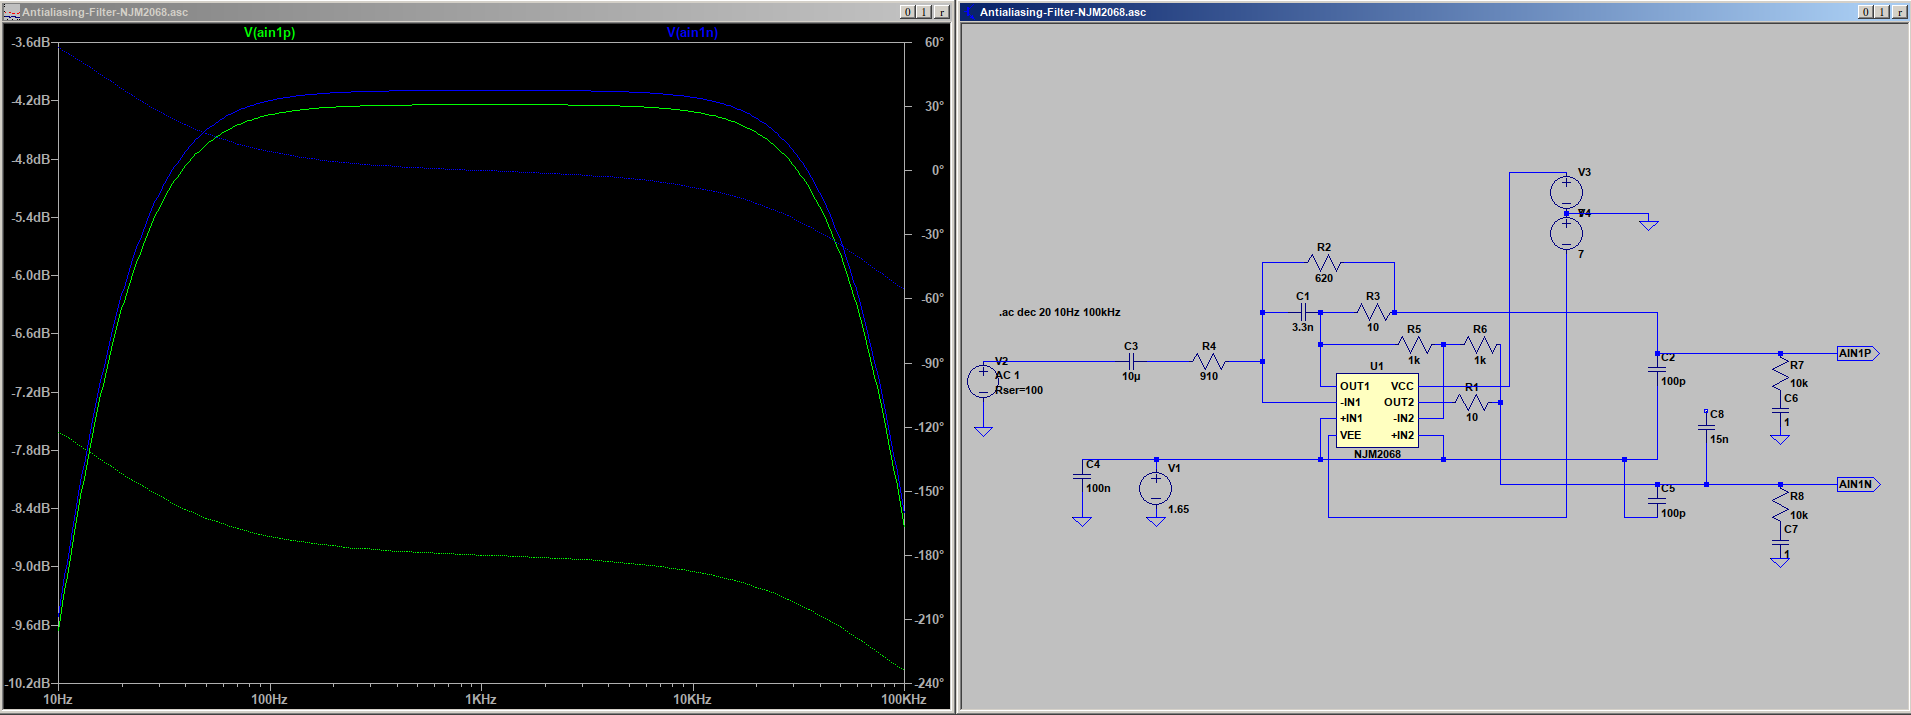 Antialiasing-Filter-NJM2068.asc
V(ain1p)
V(ain1n)
-3.6dB
-4.2dB
-4.8dB
-5.4dB
-6.0dB
-6.6dB
-7.2dB
-7.8dB
-8.4dB
-9.0dB
-9.6dB
-10.2dB
60°
30°
0°
-30°
-60°
-90°
-120°
-150°
-180°
-210°
-240°
10Hz
100Hz
1KHz
10KHz
100KHz
Antialiasing-Filter-NJM2068.asc
V3
V4
7
R2
620
C1
3.3n
R3
10
.ac dec 20 10Hz 100kHz
R5
1k
R6
1k
C3
10µ
R4
910
V2
AC 1
Rser=100
U1
OUT1
VCC
-IN1
OUT2
+IN1
-IN2
VEE
+IN2
NJM2068
R1
10
C2
100p
AIN1P
R7
10k
C6
1
C8
15n
C4
100n
V1
1.65
C5
100p
AIN1N
R8
10k
C7
1